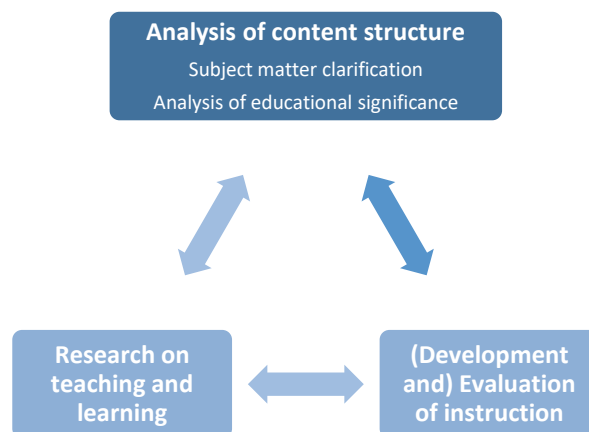 Analysis of content structure
Subject matter clarification
Analysis of educational significance
Research on
teaching and
learning
(Development
and) Evaluation
of instruction